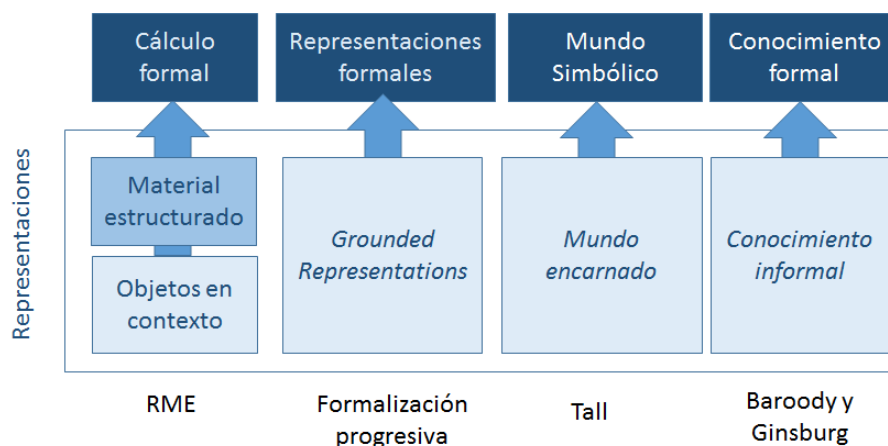 Cálculo
formal
Representaciones
formales
Mundo
Simbólico
Conocimiento
formal
Representaciones
Material
estructurado
Objetos en
contexto
Grounded
Representations
Mundo
encarnado
Conocimiento
informal
RME
Formalización
progresiva
Tall
Baroody y
Ginsburg